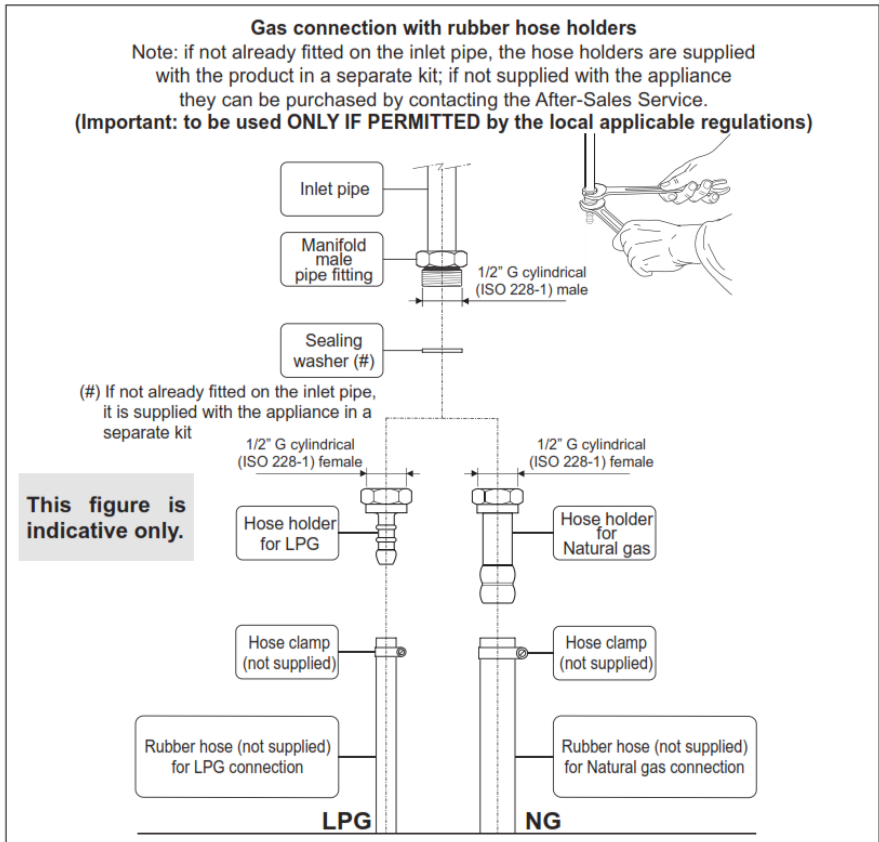 Gas connection with rubber hose holders
Note: if not already fitted on the inlet pipe, the hose holders are supplied
with the product in a separate kit; if not supplied with the appliance
they can be purchased by contacting the After-Sales Service.
(Important: to be used ONLY IF PERMITTED by the local applicable regulations)
Inlet pipe
Manifold
male
pipe fitting
1/2” G cylindrical
(ISO 228-1) male
Sealing
washer (#)
(#) If not already fitted on the inlet pipe,
it is supplied with the appliance in a
separate kit
1/2” G cylindrical
(ISO 228-1) female
1/2” G cylindrical
(ISO 228-1) female
This figure is
indicative only.
Hose holder
for LPG
Hose holder
for
Natural gas
Hose clamp
(not supplied)
Hose clamp
(not supplied)
Rubber hose (not supplied)
for LPG connection
Rubber hose (not supplied)
for Natural gas connection
LPG
NG